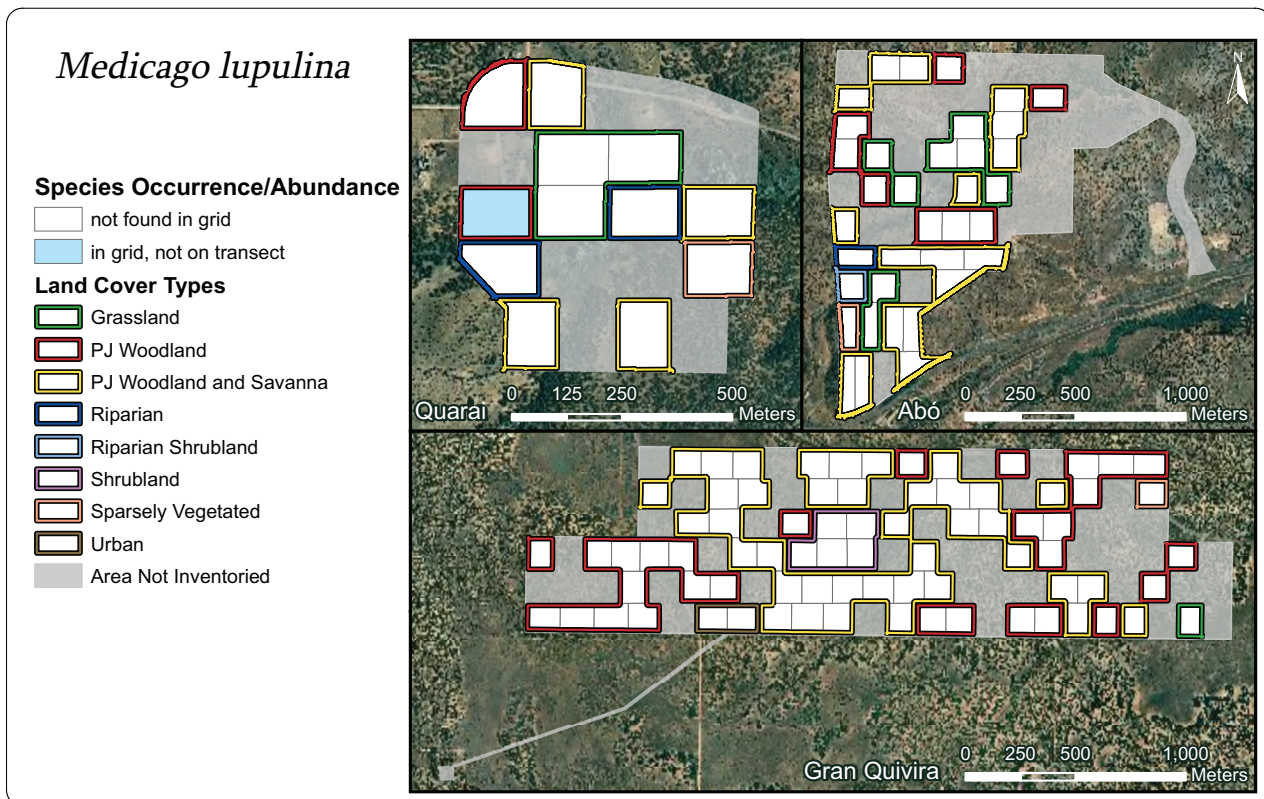 Medicago lupulina
Species Occurrence/Abundance
not found in grid
in grid, not on transect
Land Cover Types
Grassland
PJ Woodland
PJ Woodland and Savanna
Riparian
Riparian Shrubland
Shrubland
Sparsely Vegetated
Urban
Area Not Inventoried
0 125 250 500
Quarai Meters
N
0 250 500 1,000
Abó Meters
0 250 500 1,000
Gran Quivira Meters